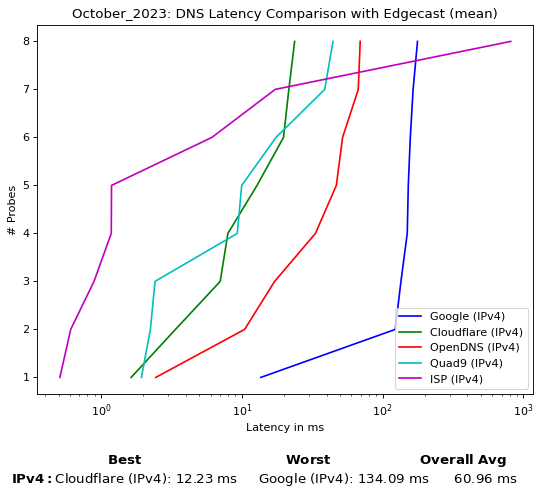 October_2023: DNS Latency Comparison with Edgecast (mean)
8
7
6
5
4
3
2
1
# Probes
Google (IPv4)
Cloudflare (IPv4)
OpenDNS (IPv4)
Quad9 (IPv4)
ISP (IPv4)
10⁰ 10¹ 10² 10³
Latency in ms
Best Worst Overall Avg
IPv4: Cloudflare (IPv4): 12.23 ms Google (IPv4): 134.09 ms 60.96 ms